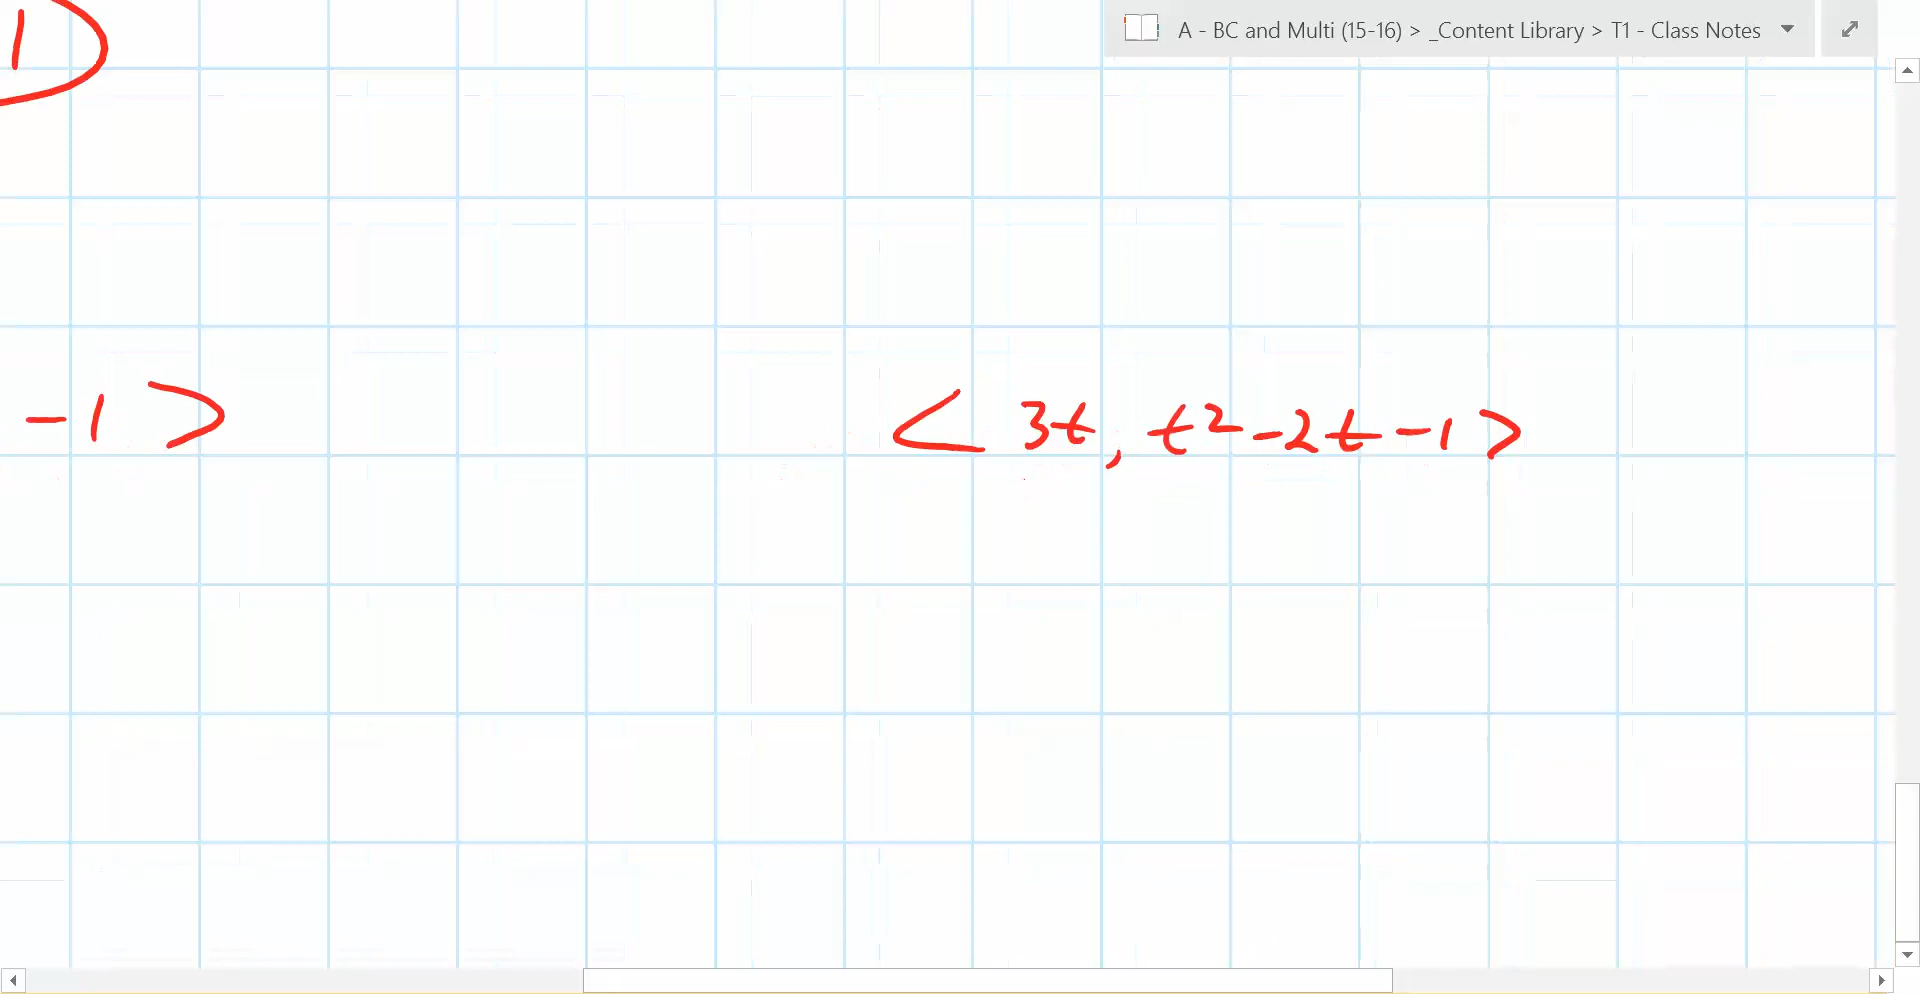 A - BC and Multi (15-16) > _Content Library > T1 - Class Notes
1
-1 >
< 3t, t² - 2t - 1 >